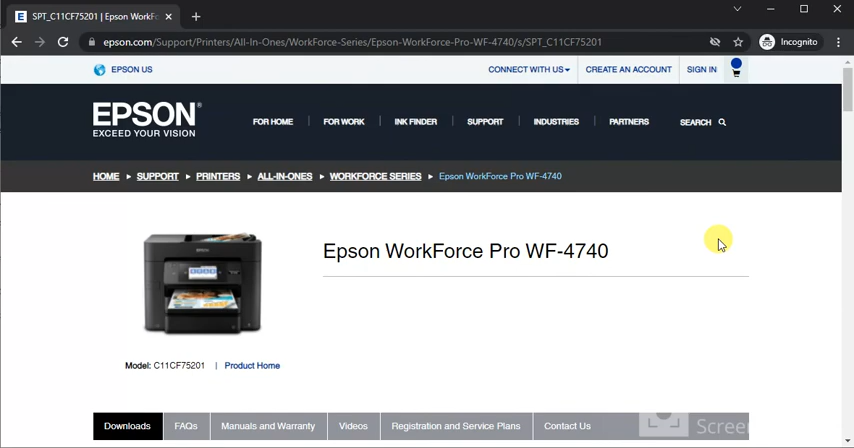 SPT_C11CF75201 | Epson WorkFo
epson.com/Support/Printers/All-In-Ones/WorkForce-Series/Epson-WorkForce-Pro-WF-4740/s/SPT_C11CF75201
Incognito
EPSON US
CONNECT WITH US
CREATE AN ACCOUNT
SIGN IN
EPSON®
EXCEED YOUR VISION
FOR HOME | FOR WORK | INK FINDER | SUPPORT | INDUSTRIES | PARTNERS
SEARCH
HOME ▸ SUPPORT ▸ PRINTERS ▸ ALL-IN-ONES ▸ WORKFORCE SERIES ▸ Epson WorkForce Pro WF-4740
EPSON
Epson WorkForce Pro WF-4740
Model: C11CF75201 | Product Home
Downloads
FAQs
Manuals and Warranty
Videos
Registration and Service Plans
Contact Us
Screen